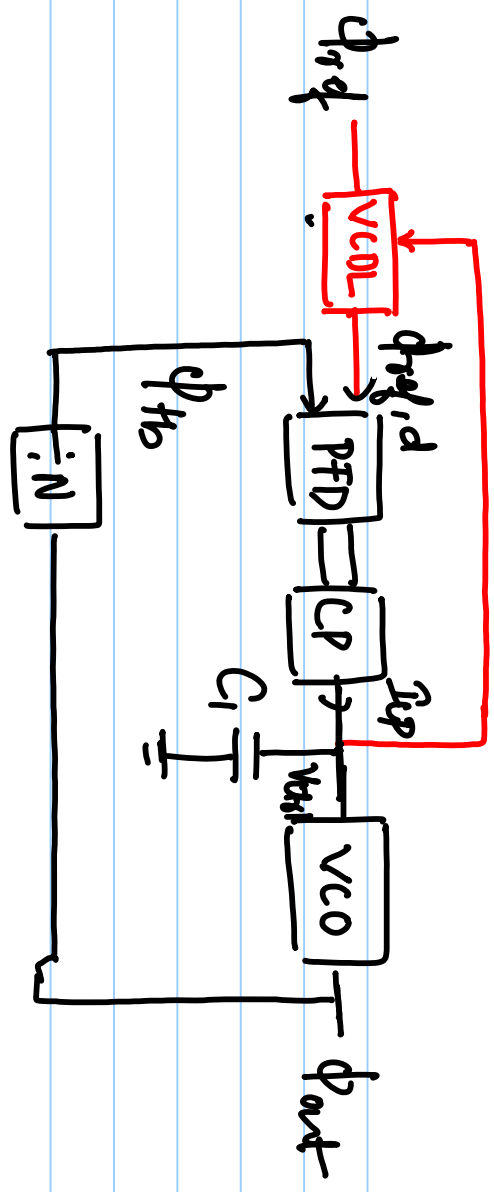 φref
VCDL
φref,d
PFD
CP
Icp
VCO
φout
C1
Vctrl
φfb
÷N